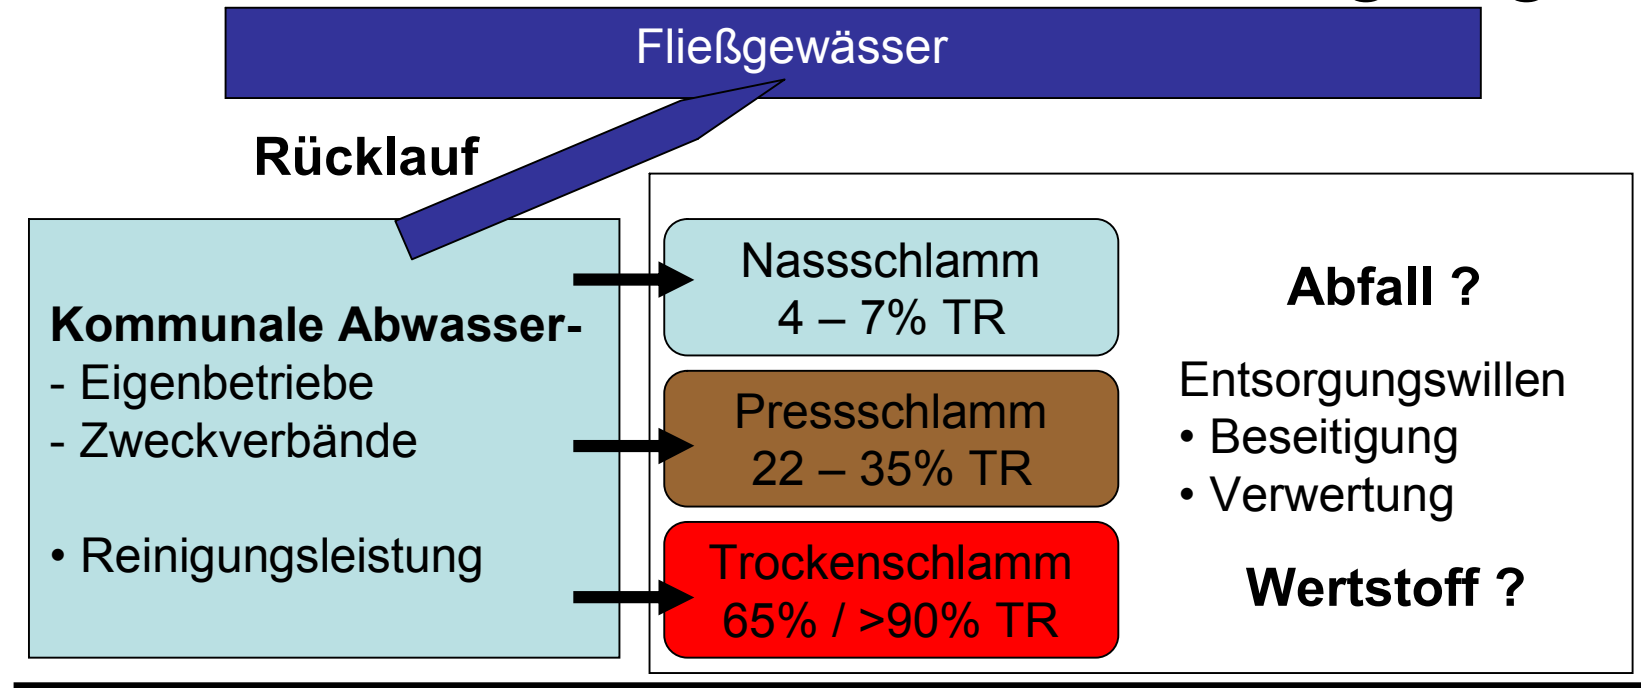 Fließgewässer
Rücklauf
Kommunale Abwasser-
- Eigenbetriebe
- Zweckverbände
• Reinigungsleistung
Nassschlamm
4 – 7% TR
Pressschlamm
22 – 35% TR
Trockenschlamm
65% / >90% TR
Abfall ?
Entsorgungswillen
• Beseitigung
• Verwertung
Wertstoff ?